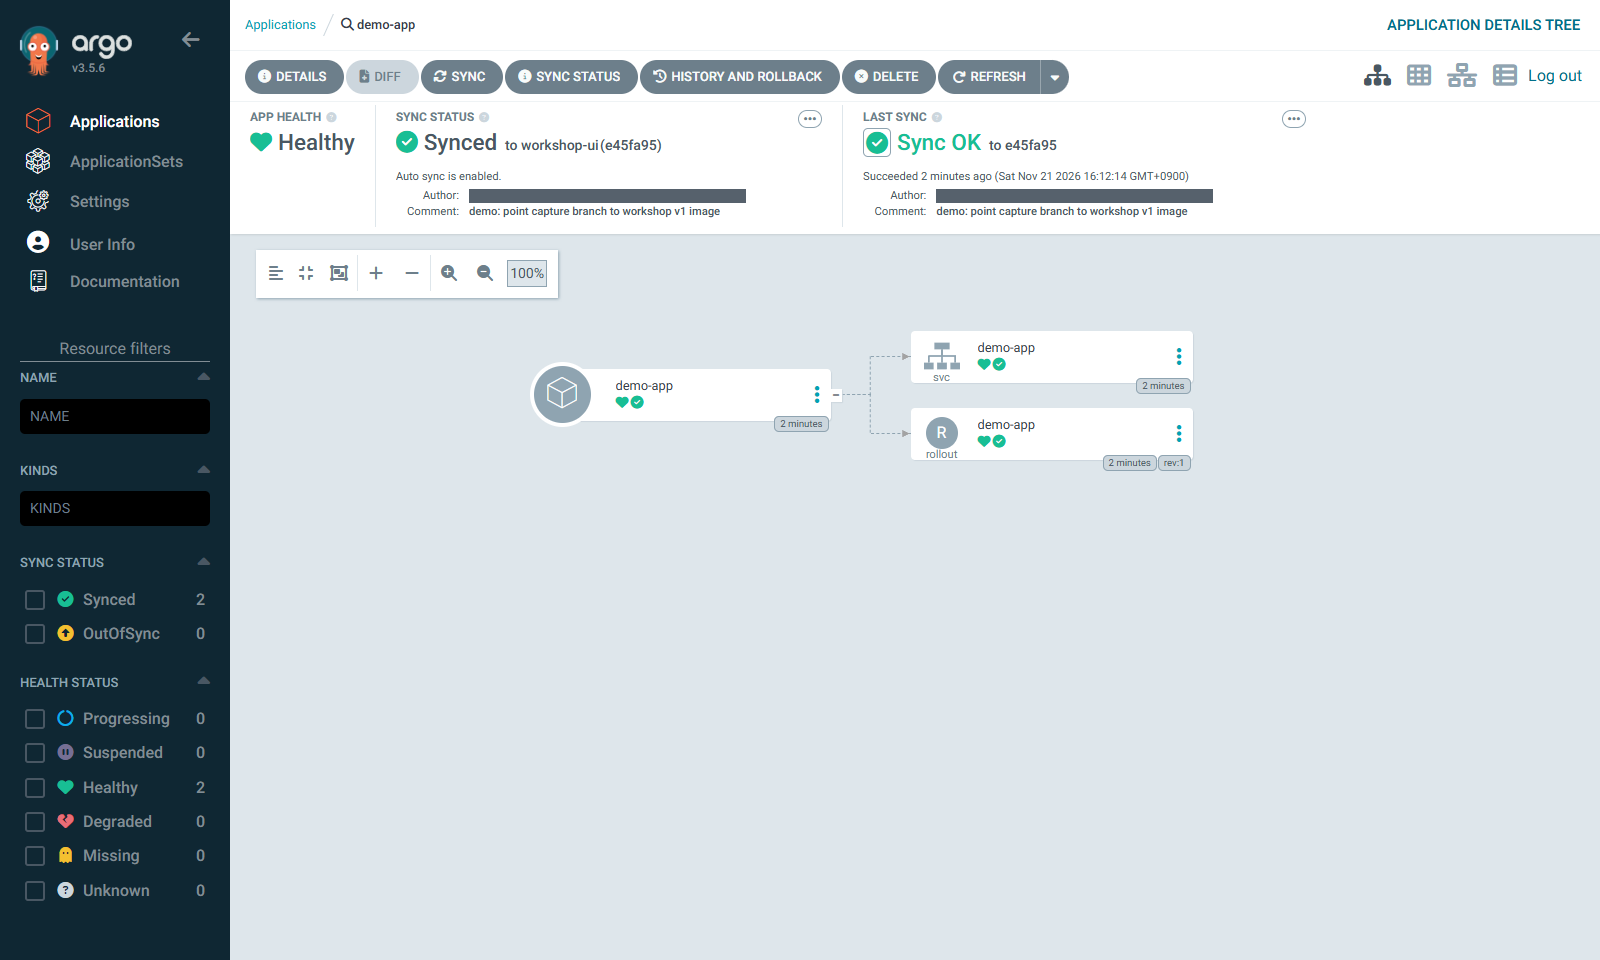 argo
v3.5.6
Applications
ApplicationSets
Settings
User Info
Documentation
Resource filters
NAME
NAME
KINDS
KINDS
SYNC STATUS
Synced 2
OutOfSync 0
HEALTH STATUS
Progressing 0
Suspended 0
Healthy 2
Degraded 0
Missing 0
Unknown 0
Applications / demo-app
APPLICATION DETAILS TREE
DETAILS DIFF SYNC SYNC STATUS HISTORY AND ROLLBACK DELETE REFRESH
Log out
APP HEALTH
Healthy
SYNC STATUS
Synced to workshop-ui (e45fa95)
Auto sync is enabled.
Author:
Comment: demo: point capture branch to workshop v1 image
LAST SYNC
Sync OK to e45fa95
Succeeded 2 minutes ago (Sat Nov 21 2026 16:12:14 GMT+0900)
Author:
Comment: demo: point capture branch to workshop v1 image
100%
demo-app
2 minutes
svc
demo-app
2 minutes
R
rollout
demo-app
2 minutes rev:1